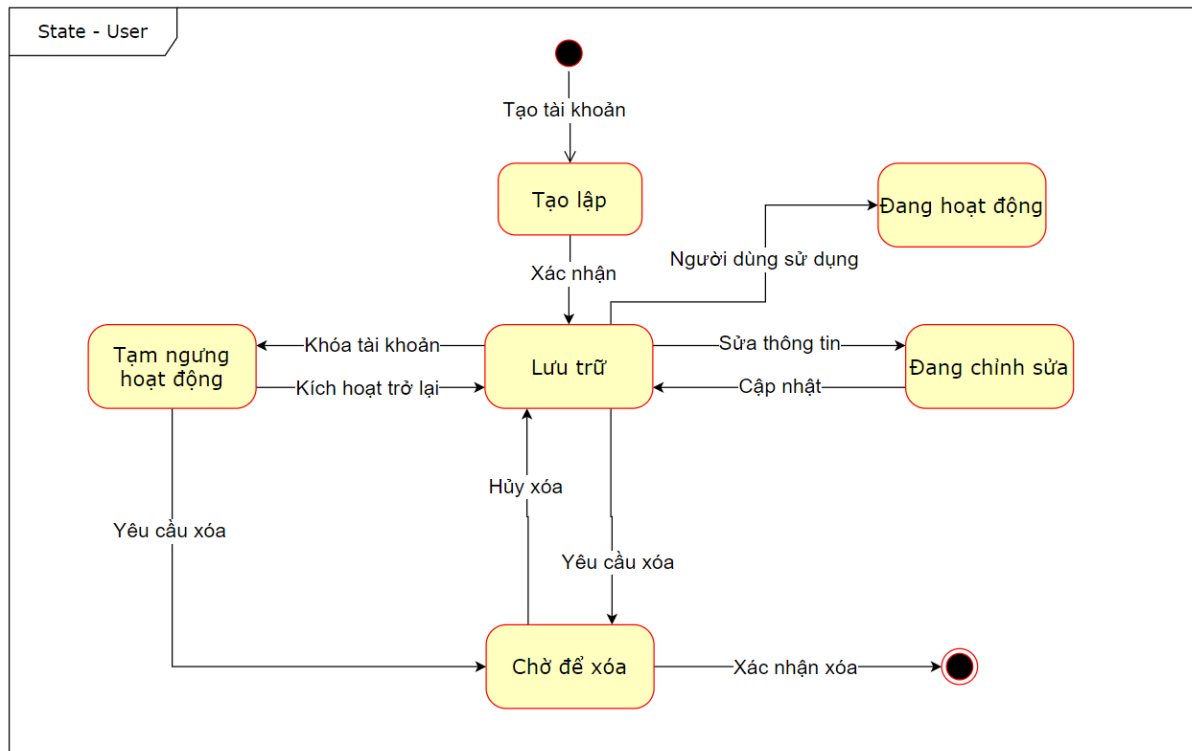 State - User
Tạo tài khoản
Tạo lập
Đang hoạt động
Người dùng sử dụng
Xác nhận
Tạm ngưng
hoạt động
Khóa tài khoản
Kích hoạt trở lại
Lưu trữ
Sửa thông tin
Cập nhật
Đang chỉnh sửa
Hủy xóa
Yêu cầu xóa
Yêu cầu xóa
Chờ để xóa
Xác nhận xóa